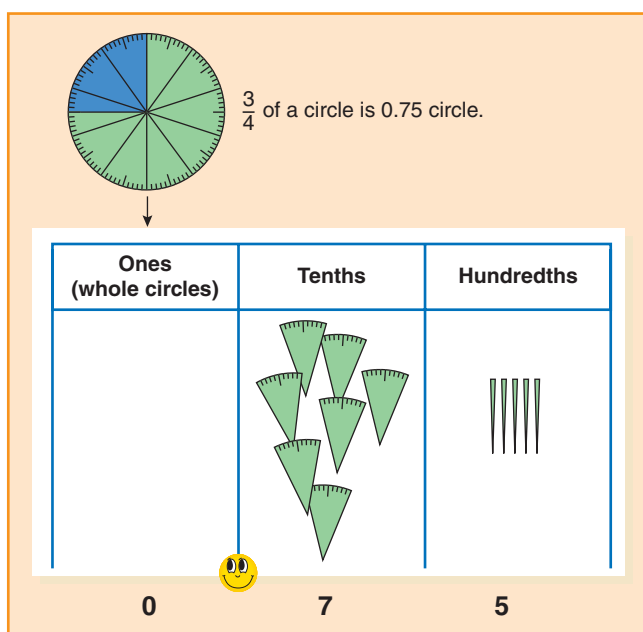 3/4 of a circle is 0.75 circle.
Ones (whole circles) Tenths Hundredths
0 7 5